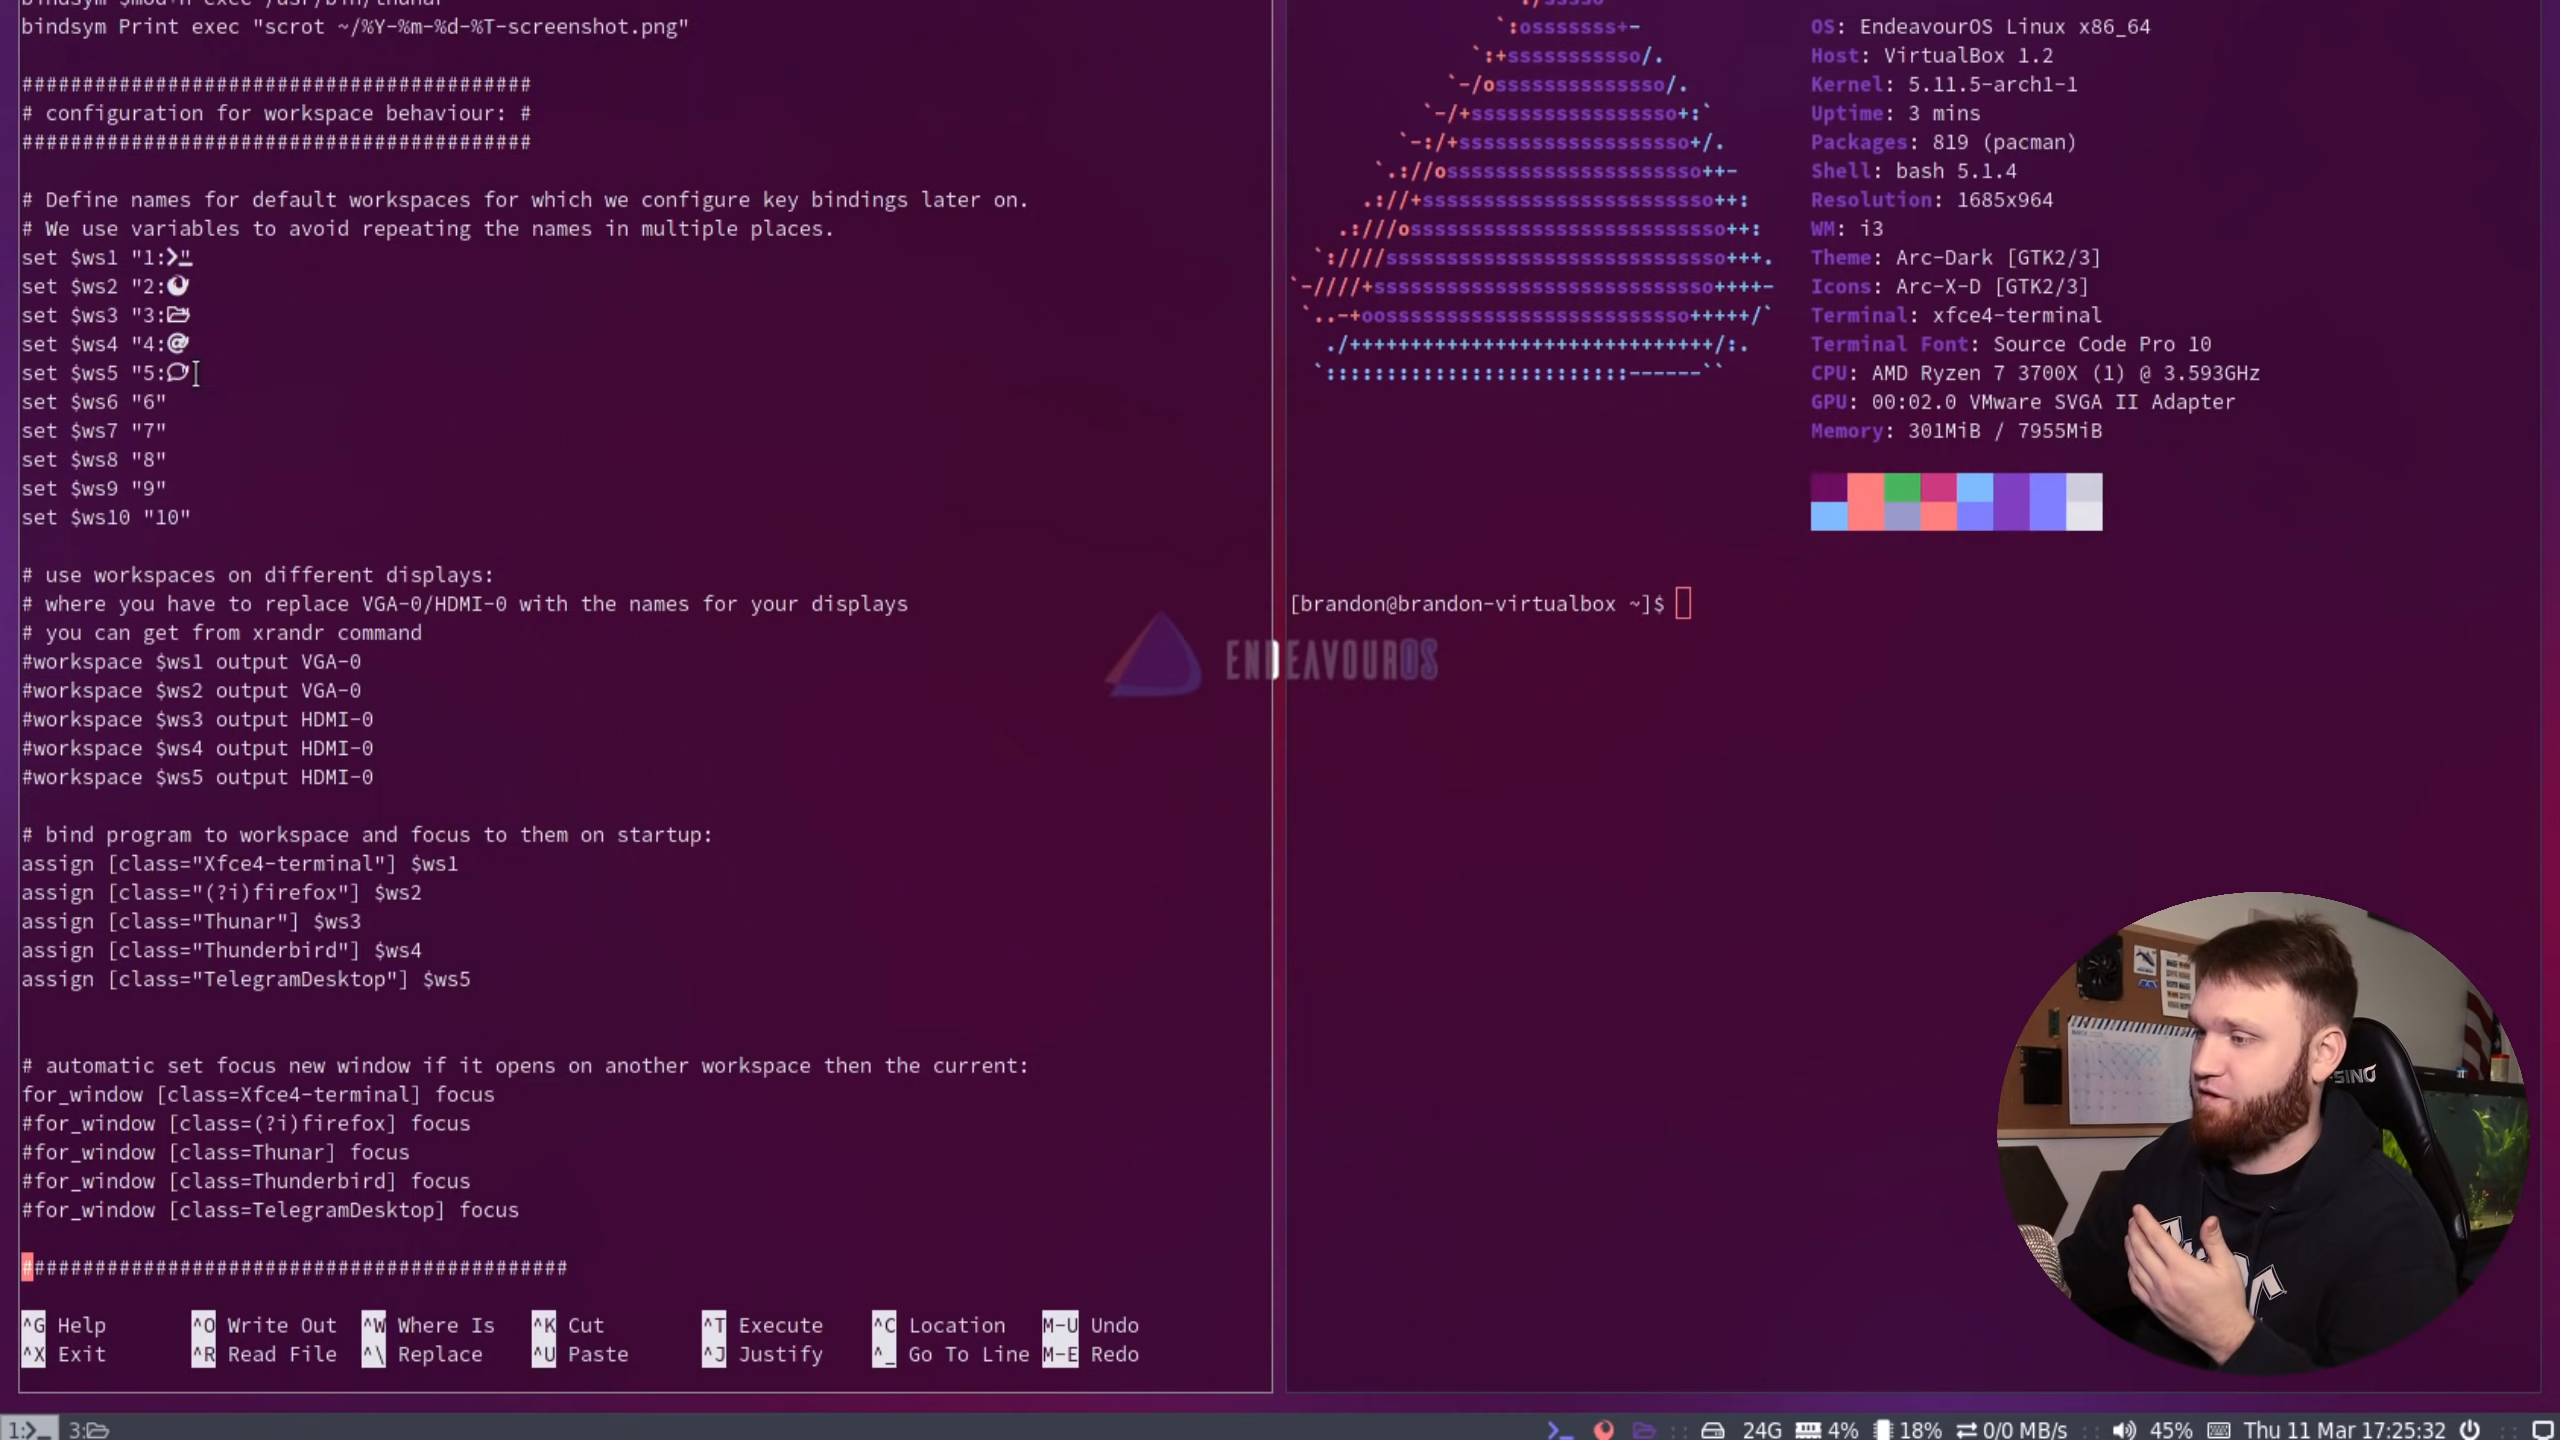 bindsym $mod+n exec /usr/bin/thunar
bindsym Print exec "scrot ~/%Y-%m-%d-%T-screenshot.png"
##########################################
# configuration for workspace behaviour: #
##########################################
# Define names for default workspaces for which we configure key bindings later on.
# We use variables to avoid repeating the names in multiple places.
set $ws1 "1:"
set $ws2 "2:
set $ws3 "3:
set $ws4 "4:
set $ws5 "5:
set $ws6 "6"
set $ws7 "7"
set $ws8 "8"
set $ws9 "9"
set $ws10 "10"
# use workspaces on different displays:
# where you have to replace VGA-0/HDMI-0 with the names for your displays
# you can get from xrandr command
#workspace $ws1 output VGA-0
#workspace $ws2 output VGA-0
#workspace $ws3 output HDMI-0
#workspace $ws4 output HDMI-0
#workspace $ws5 output HDMI-0
# bind program to workspace and focus to them on startup:
assign [class="Xfce4-terminal"] $ws1
assign [class="(?i)firefox"] $ws2
assign [class="Thunar"] $ws3
assign [class="Thunderbird"] $ws4
assign [class="TelegramDesktop"] $ws5
# automatic set focus new window if it opens on another workspace then the current:
for_window [class=Xfce4-terminal] focus
#for_window [class=(?i)firefox] focus
#for_window [class=Thunar] focus
#for_window [class=Thunderbird] focus
#for_window [class=TelegramDesktop] focus
#############################################
^G Help ^O Write Out ^W Where Is ^K Cut ^T Execute ^C Location M-U Undo
^X Exit ^R Read File ^\ Replace ^U Paste ^J Justify ^_ Go To Line M-E Redo
OS: EndeavourOS Linux x86_64
Host: VirtualBox 1.2
Kernel: 5.11.5-arch1-1
Uptime: 3 mins
Packages: 819 (pacman)
Shell: bash 5.1.4
Resolution: 1685x964
WM: i3
Theme: Arc-Dark [GTK2/3]
Icons: Arc-X-D [GTK2/3]
Terminal: xfce4-terminal
Terminal Font: Source Code Pro 10
CPU: AMD Ryzen 7 3700X (1) @ 3.593GHz
GPU: 00:02.0 VMware SVGA II Adapter
Memory: 301MiB / 7955MiB
[brandon@brandon-virtualbox ~]$
ENDEAVOUROS
1: 3: 24G 4% 18% 0/0 MB/s 45% Thu 11 Mar 17:25:32